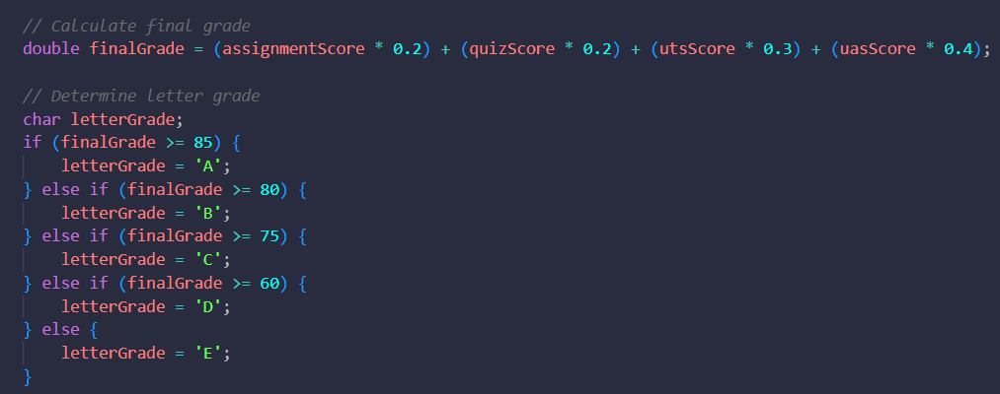 // Calculate final grade
double finalGrade = (assignmentScore * 0.2) + (quizScore * 0.2) + (utsScore * 0.3) + (uasScore * 0.4);

// Determine letter grade
char letterGrade;
if (finalGrade >= 85) {
    letterGrade = 'A';
} else if (finalGrade >= 80) {
    letterGrade = 'B';
} else if (finalGrade >= 75) {
    letterGrade = 'C';
} else if (finalGrade >= 60) {
    letterGrade = 'D';
} else {
    letterGrade = 'E';
}